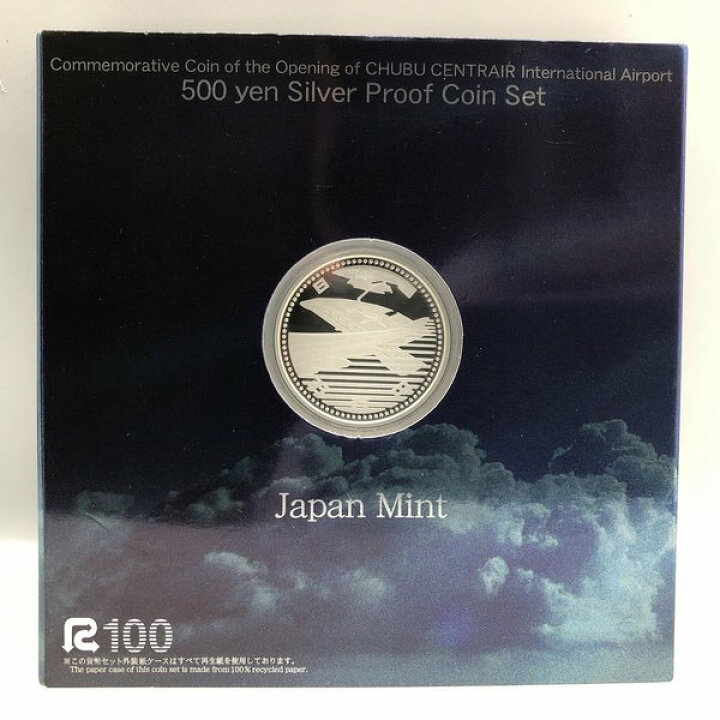 Commemorative Coin of the Opening of CHUBU CENTRAIR International Airport
500 yen Silver Proof Coin Set
Japan Mint
R100
※この貨幣セット外装紙ケースはすべて再生紙を使用しております。
The paper case of this coin set is made from 100% recycled paper.